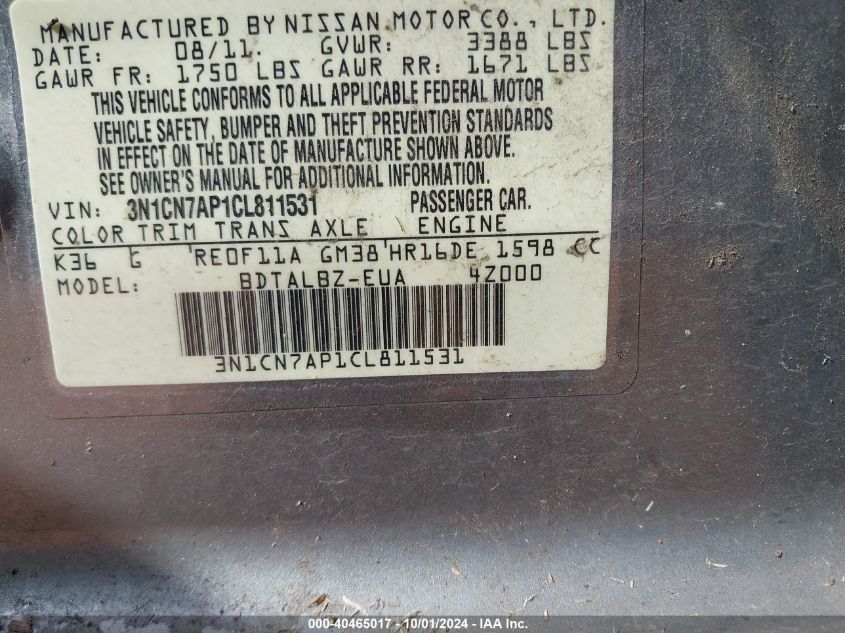 MANUFACTURED BY NISSAN MOTOR CO., LTD.
DATE: 08/11. GVWR: 3388 LBS
GAWR FR: 1750 LBS GAWR RR: 1671 LBS
THIS VEHICLE CONFORMS TO ALL APPLICABLE FEDERAL MOTOR
VEHICLE SAFETY, BUMPER AND THEFT PREVENTION STANDARDS
IN EFFECT ON THE DATE OF MANUFACTURE SHOWN ABOVE.
SEE OWNER'S MANUAL FOR ADDITIONAL INFORMATION.
VIN: 3N1CN7AP1CL811531 PASSENGER CAR.
COLOR TRIM TRANS AXLE ENGINE
K36 G RE0F11A GM38 HR16DE 1598 CC
MODEL: BDTALBZ-EUA 4Z000
3N1CN7AP1CL811531
000-40465017 - 10/01/2024 - IAA Inc.